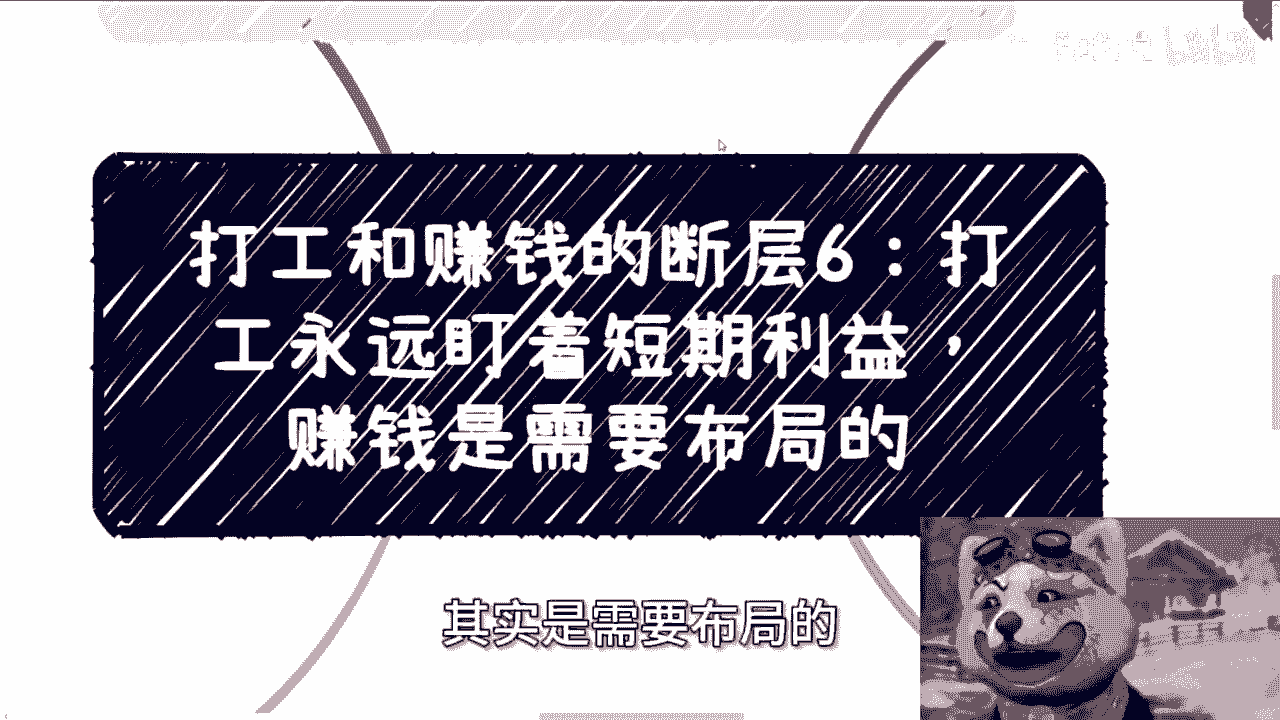 打工和赚钱的断层6：打
工永远盯着短期利益，
赚钱是需要布局的
其实是需要布局的